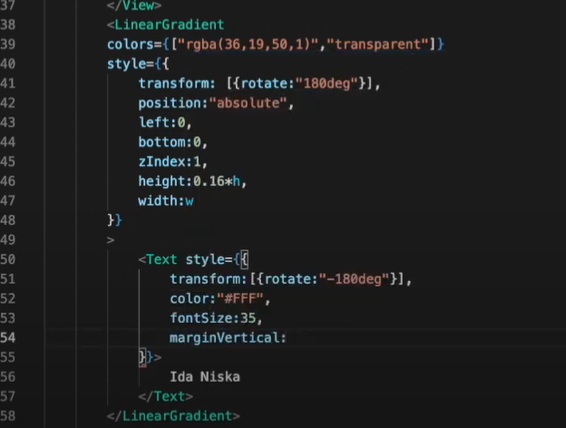 37 </View>
38 <LinearGradient
39 colors={["rgba(36,19,50,1)","transparent"]}
40 style={{
41 transform: [{rotate:"180deg"}],
42 position:"absolute",
43 left:0,
44 bottom:0,
45 zIndex:1,
46 height:0.16*h,
47 width:w
48 }}
49 >
50 <Text style={{
51 transform:[{rotate:"-180deg"}],
52 color:"#FFF",
53 fontSize:35,
54 marginVertical:
55 }}>
56 Ida Niska
57 </Text>
58 </LinearGradient>